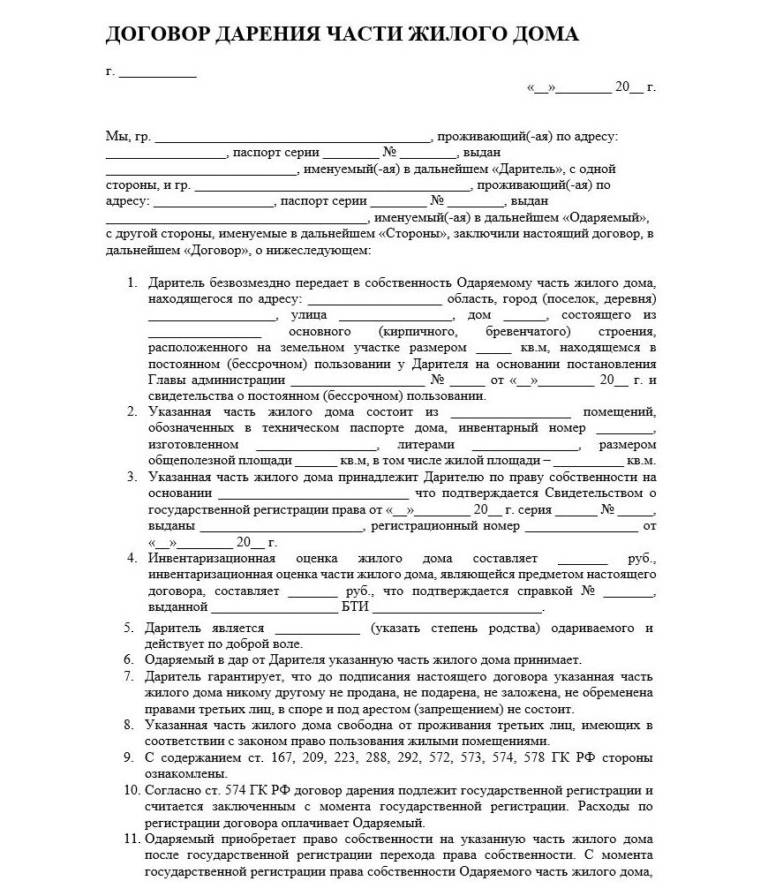 ДОГОВОР ДАРЕНИЯ ЧАСТИ ЖИЛОГО ДОМА
г. ___________
«__»________ 20__ г.
Мы, гр. _______________________________________, проживающий(-ая) по адресу:
_________________, паспорт серии ________ № ________, выдан
___________________________, именуемый(-ая) в дальнейшем «Даритель», с одной
стороны, и гр. _______________________________________, проживающий(-ая) по
адресу: _________________, паспорт серии ________ № ________, выдан
_____________________________________, именуемый(-ая) в дальнейшем «Одаряемый»,
с другой стороны, именуемые в дальнейшем «Стороны», заключили настоящий договор, в
дальнейшем «Договор», о нижеследующем:
1. Даритель безвозмездно передает в собственность Одаряемому часть жилого дома,
находящегося по адресу: ___________________ область, город (поселок, деревня)
__________________, улица ________________, дом ______, состоящего из
________________ основного (кирпичного, бревенчатого) строения,
расположенного на земельном участке размером _____ кв.м, находящемся в
постоянном (бессрочном) пользовании у Дарителя на основании постановления
Главы администрации ___________________ № _____ от «__»________ 20__ г. и
свидетельства о постоянном (бессрочном) пользовании.
2. Указанная часть жилого дома состоит из _________________ помещений,
обозначенных в техническом паспорте дома, инвентарный номер ________,
изготовленном _________________, литерами _______________, размером
общеполезной площади ______ кв.м, в том числе жилой площади – __________ кв.м.
3. Указанная часть жилого дома принадлежит Дарителю по праву собственности на
основании ___________________________ что подтверждается Свидетельством о
государственной регистрации права от «__»________ 20__ г. серия ______ № _____,
выданы _______________________, регистрационный номер ________________ от
«__»________ 20__ г.
4. Инвентаризационная оценка жилого дома составляет _______ руб.,
инвентаризационная оценка части жилого дома, являющейся предметом настоящего
договора, составляет _______ руб., что подтверждается справкой № _______,
выданной __________________ БТИ ________________________.
5. Даритель является ____________ (указать степень родства) одариваемого и
действует по доброй воле.
6. Одаряемый в дар от Дарителя указанную часть жилого дома принимает.
7. Даритель гарантирует, что до подписания настоящего договора указанная часть
жилого дома никому другому не продана, не подарена, не заложена, не обременена
правами третьих лиц, в споре и под арестом (запрещением) не состоит.
8. Указанная часть жилого дома свободна от проживания третьих лиц, имеющих в
соответствии с законом право пользования жилыми помещениями.
9. С содержанием ст. 167, 209, 223, 288, 292, 572, 573, 574, 578 ГК РФ стороны
ознакомлены.
10. Согласно ст. 574 ГК РФ договор дарения подлежит государственной регистрации и
считается заключенным с момента государственной регистрации. Расходы по
регистрации договора оплачивает Одаряемый.
11. Одаряемый приобретает право собственности на указанную часть жилого дома
после государственной регистрации перехода права собственности. С момента
государственной регистрации права собственности Одаряемого часть жилого дома,